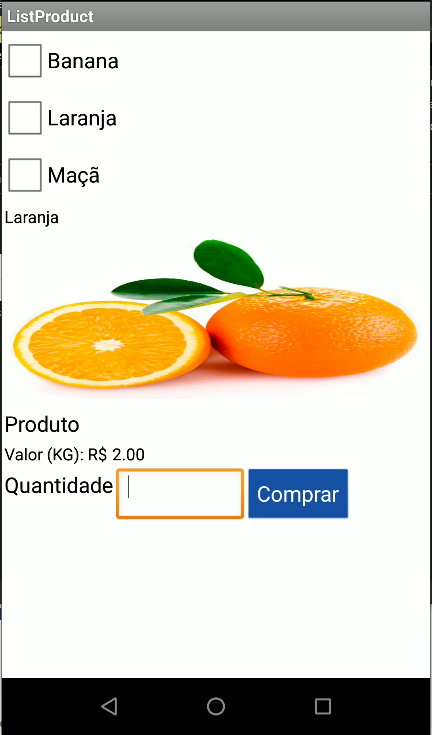 ListProduct
Banana
Laranja
Maçã
Laranja
Produto
Valor (KG): R$ 2.00
Quantidade Comprar